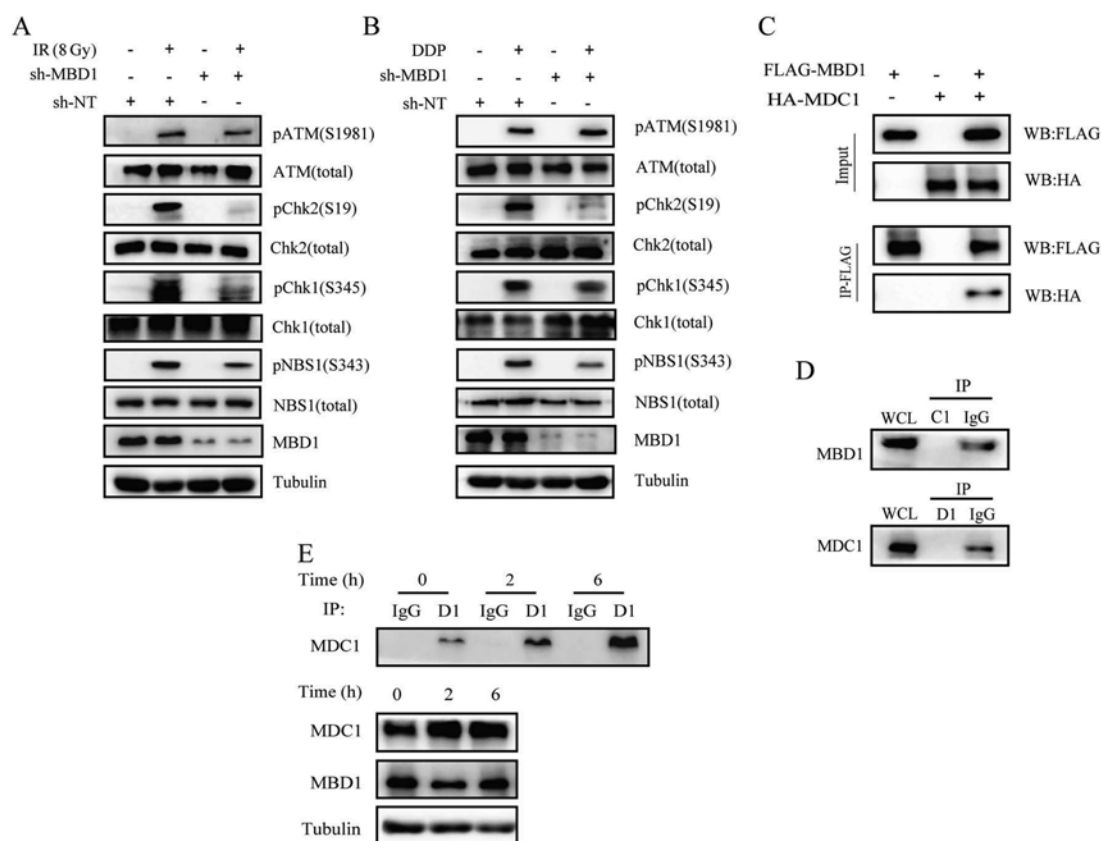 A
IR (8 Gy) - + - +
sh-MBD1 - - + +
sh-NT + + - -
pATM(S1981)
ATM(total)
pChk2(S19)
Chk2(total)
pChk1(S345)
Chk1(total)
pNBS1(S343)
NBS1(total)
MBD1
Tubulin
B
DDP - + - +
sh-MBD1 - - + +
sh-NT + + - -
pATM(S1981)
ATM(total)
pChk2(S19)
Chk2(total)
pChk1(S345)
Chk1(total)
pNBS1(S343)
NBS1(total)
MBD1
Tubulin
C
FLAG-MBD1 + - +
HA-MDC1 - + +
Imput
WB:FLAG
WB:HA
IP-FLAG
WB:FLAG
WB:HA
D
IP
WCL C1 IgG
MBD1
IP
WCL D1 IgG
MDC1
E
Time (h) 0 2 6
IP: IgG D1 IgG D1 IgG D1
MDC1
Time (h) 0 2 6
MDC1
MBD1
Tubulin